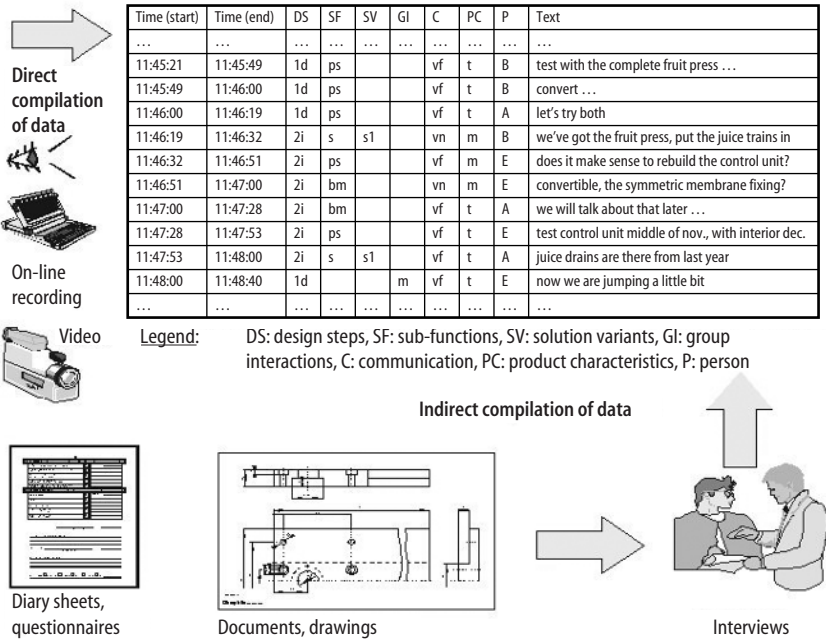 Time (start) Time (end) DS SF SV GI C PC P Text
... ... ... ... ... ... ... ... ... ...
11:45:21 11:45:49 1d ps vf t B test with the complete fruit press ...
11:45:49 11:46:00 1d ps vf t B convert ...
11:46:00 11:46:19 1d ps vf t A let's try both
11:46:19 11:46:32 2i s s1 vn m B we've got the fruit press, put the juice trains in
11:46:32 11:46:51 2i ps vf m E does it make sense to rebuild the control unit?
11:46:51 11:47:00 2i bm vn m E convertible, the symmetric membrane fixing?
11:47:00 11:47:28 2i bm vf t A we will talk about that later ...
11:47:28 11:47:53 2i ps vf t E test control unit middle of nov., with interior dec.
11:47:53 11:48:00 2i s s1 vf t A juice drains are there from last year
11:48:00 11:48:40 1d m vf t E now we are jumping a little bit
... ... ... ... ... ... ... ... ... ...
Direct
compilation
of data
On-line
recording
Video
Legend: DS: design steps, SF: sub-functions, SV: solution variants, GI: group
interactions, C: communication, PC: product characteristics, P: person
Indirect compilation of data
Diary sheets,
questionnaires
Documents, drawings
Interviews